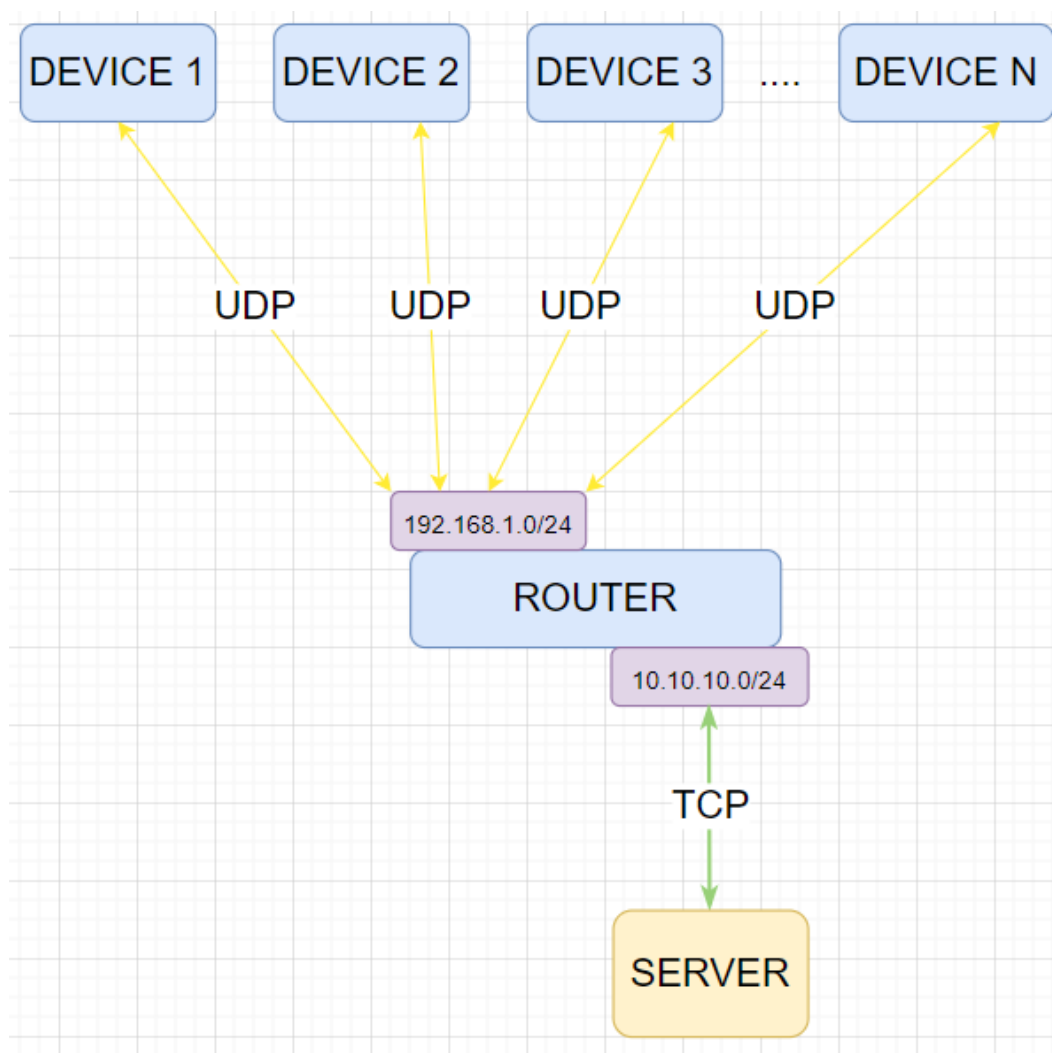 DEVICE 1
DEVICE 2
DEVICE 3
....
DEVICE N
UDP
UDP
UDP
UDP
192.168.1.0/24
ROUTER
10.10.10.0/24
TCP
SERVER